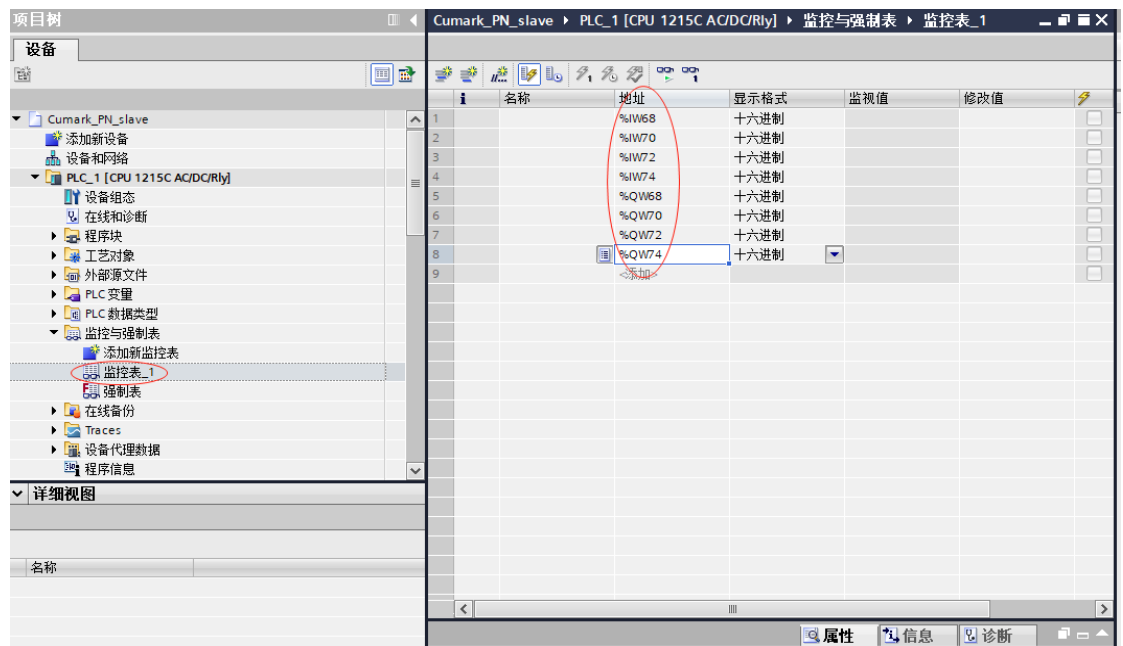 项目树
设备
Cumark_PN_slave
添加新设备
设备和网络
PLC_1 [CPU 1215C AC/DC/Rly]
设备组态
在线和诊断
程序块
工艺对象
外部源文件
PLC 变量
PLC 数据类型
监控与强制表
添加新监控表
监控表_1
强制表
在线备份
Traces
设备代理数据
程序信息
详细视图
名称
Cumark_PN_slave PLC_1 [CPU 1215C AC/DC/Rly] 监控与强制表 监控表_1
i 名称 地址 显示格式 监视值 修改值
1 %IW68 十六进制
2 %IW70 十六进制
3 %IW72 十六进制
4 %IW74 十六进制
5 %QW68 十六进制
6 %QW70 十六进制
7 %QW72 十六进制
8 %QW74 十六进制
9 <添加>
属性 信息 诊断